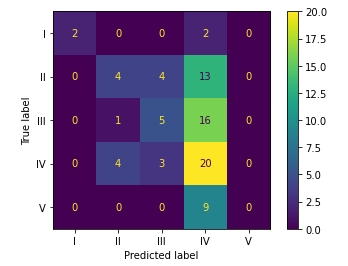 20.0
I 2 0 0 2 0
17.5
II 0 4 4 13 0
15.0
12.5
True label
III 0 1 5 16 0
10.0
7.5
IV 0 4 3 20 0
5.0
V 0 0 0 9 0
2.5
0.0
I II III IV V
Predicted label